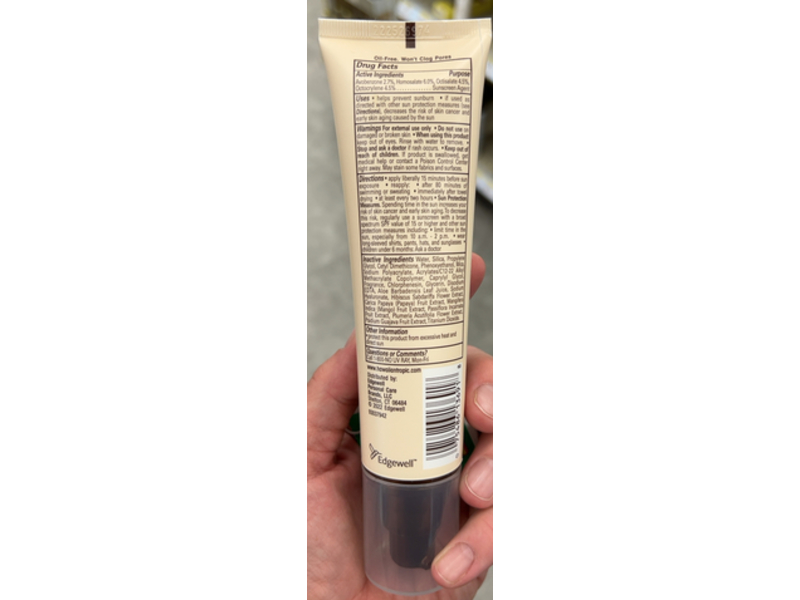 Oil-Free. Won't Clog Pores
Drug Facts
Active Ingredients Purpose
Avobenzone 2.7%, Homosalate 6.0%, Octisalate 4.5%,
Octocrylene 4.5% Sunscreen Agent
Uses • helps prevent sunburn • if used as
directed with other sun protection measures (see
Directions), decreases the risk of skin cancer and
early skin aging caused by the sun
Warnings For external use only • Do not use on
damaged or broken skin • When using this product
keep out of eyes. Rinse with water to remove. •
Stop and ask a doctor if rash occurs. • Keep out of
reach of children. If product is swallowed, get
medical help or contact a Poison Control Center
right away. May stain some fabrics and surfaces.
Directions • apply liberally 15 minutes before sun
exposure • reapply: • after 80 minutes of
swimming or sweating • immediately after towel
drying • at least every two hours • Sun Protection
Measures. Spending time in the sun increases your
risk of skin cancer and early skin aging. To decrease
this risk, regularly use a sunscreen with a broad
spectrum SPF value of 15 or higher and other sun
protection measures including: • limit time in the
sun, especially from 10 a.m. - 2 p.m. • wear
long-sleeved shirts, pants, hats, and sunglasses •
children under 6 months: Ask a doctor
Inactive Ingredients Water, Silica, Propylene
Glycol, Cetyl Dimethicone, Phenoxyethanol,
Sodium Polyacrylate, Acrylates/C12-22 Alkyl
Methacrylate Copolymer, Caprylyl Glycol,
Fragrance, Chlorphenesin, Glycerin, Disodium
EDTA, Aloe Barbadensis Leaf Juice, Sodium
Hyaluronate, Hibiscus Sabdariffa Flower Extract,
Carica Papaya (Papaya) Fruit Extract, Mangifera
Indica (Mango) Fruit Extract, Passiflora Incarnata
Fruit Extract, Plumeria Acutifolia Flower Extract,
Psidium Guajava Fruit Extract, Titanium Dioxide
Other Information
• protect this product from excessive heat and
direct sun
Questions or Comments?
Call 1-800-NO UV RAY, Mon-Fri
www.hawaiiantropic.com
Distributed by:
Edgewell
Personal Care
Brands, LLC
Shelton, CT 06484
© 2022 Edgewell
Edgewell™